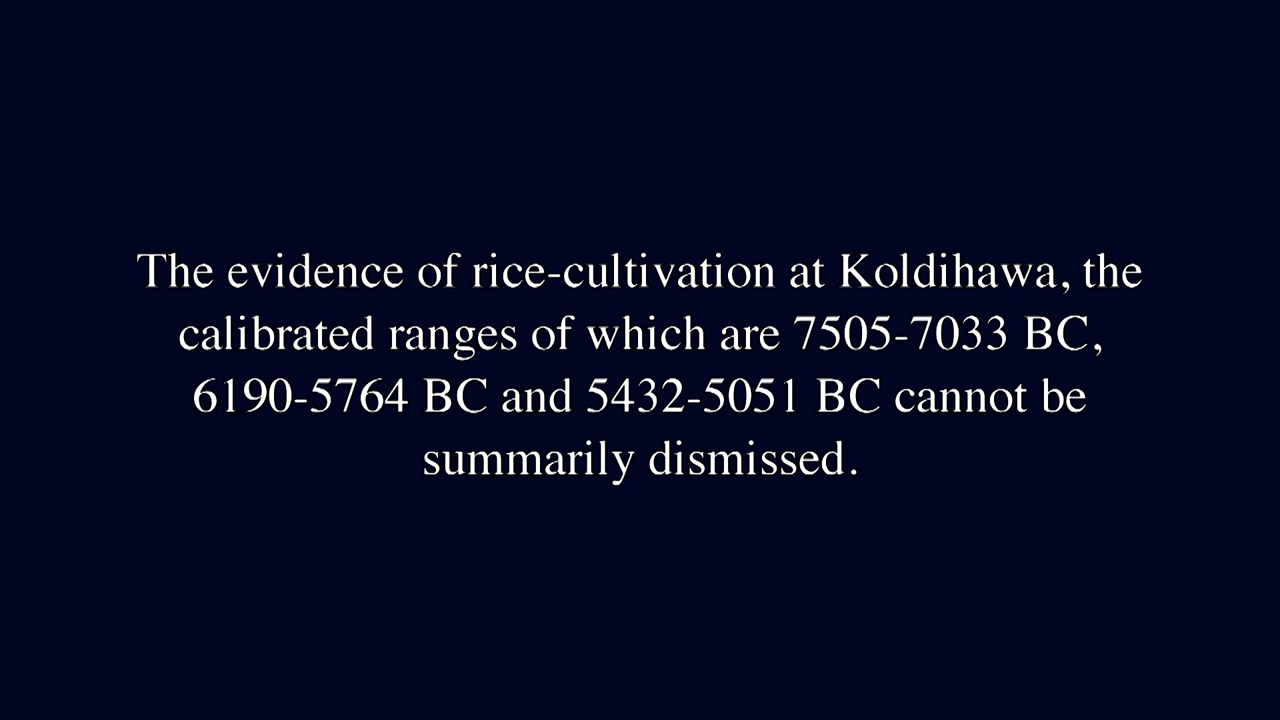 The evidence of rice-cultivation at Koldihawa, the
calibrated ranges of which are 7505-7033 BC,
6190-5764 BC and 5432-5051 BC cannot be
summarily dismissed.